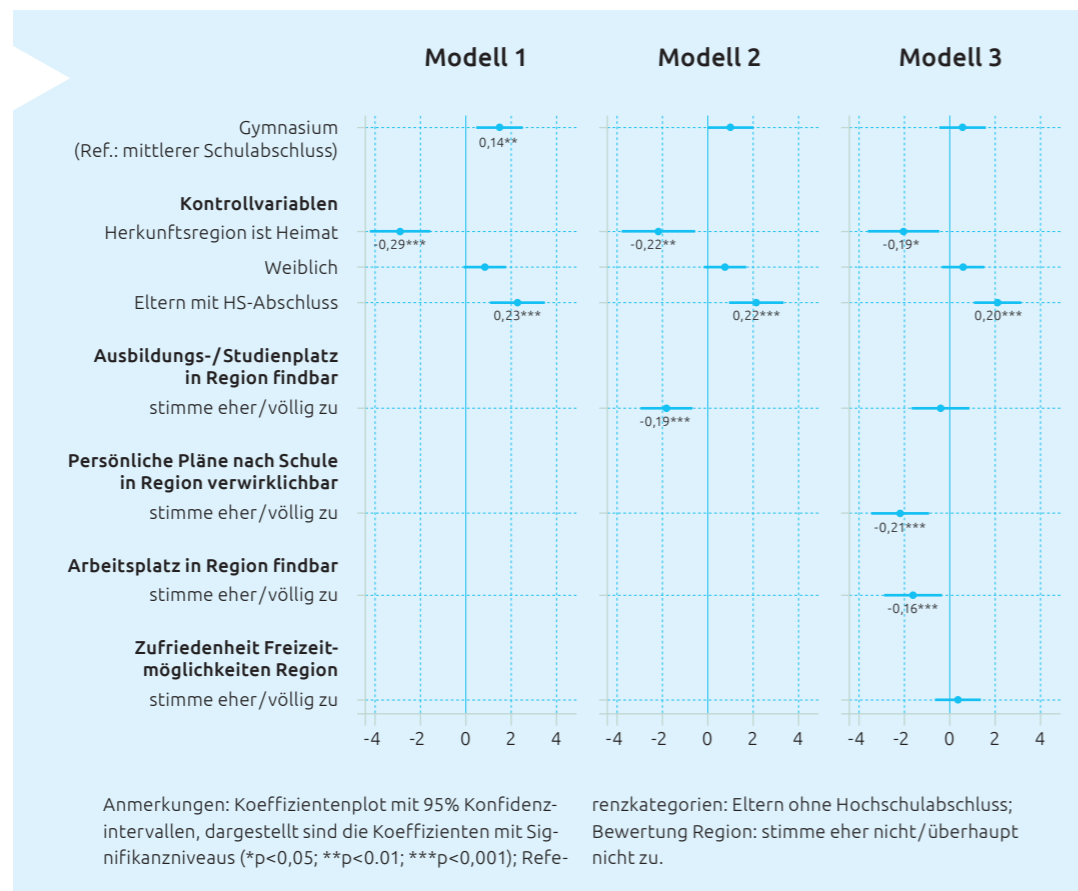 Modell 1 Modell 2 Modell 3
Gymnasium
(Ref.: mittlerer Schulabschluss)
0,14**
Kontrollvariablen
Herkunftsregion ist Heimat
-0,29*** -0,22** -0,19*
Weiblich
Eltern mit HS-Abschluss
0,23*** 0,22*** 0,20***
Ausbildungs-/Studienplatz
in Region findbar
stimme eher/völlig zu
-0,19***
Persönliche Pläne nach Schule
in Region verwirklichbar
stimme eher/völlig zu
-0,21***
Arbeitsplatz in Region findbar
stimme eher/völlig zu
-0,16***
Zufriedenheit Freizeit-
möglichkeiten Region
stimme eher/völlig zu
-4 -2 0 2 4 -4 -2 0 2 4 -4 -2 0 2 4
Anmerkungen: Koeffizientenplot mit 95% Konfidenz-
intervallen, dargestellt sind die Koeffizienten mit Sig-
nifikanzniveaus (*p<0,05; **p<0.01; ***p<0,001); Refe-
renzkategorien: Eltern ohne Hochschulabschluss;
Bewertung Region: stimme eher nicht/überhaupt
nicht zu.